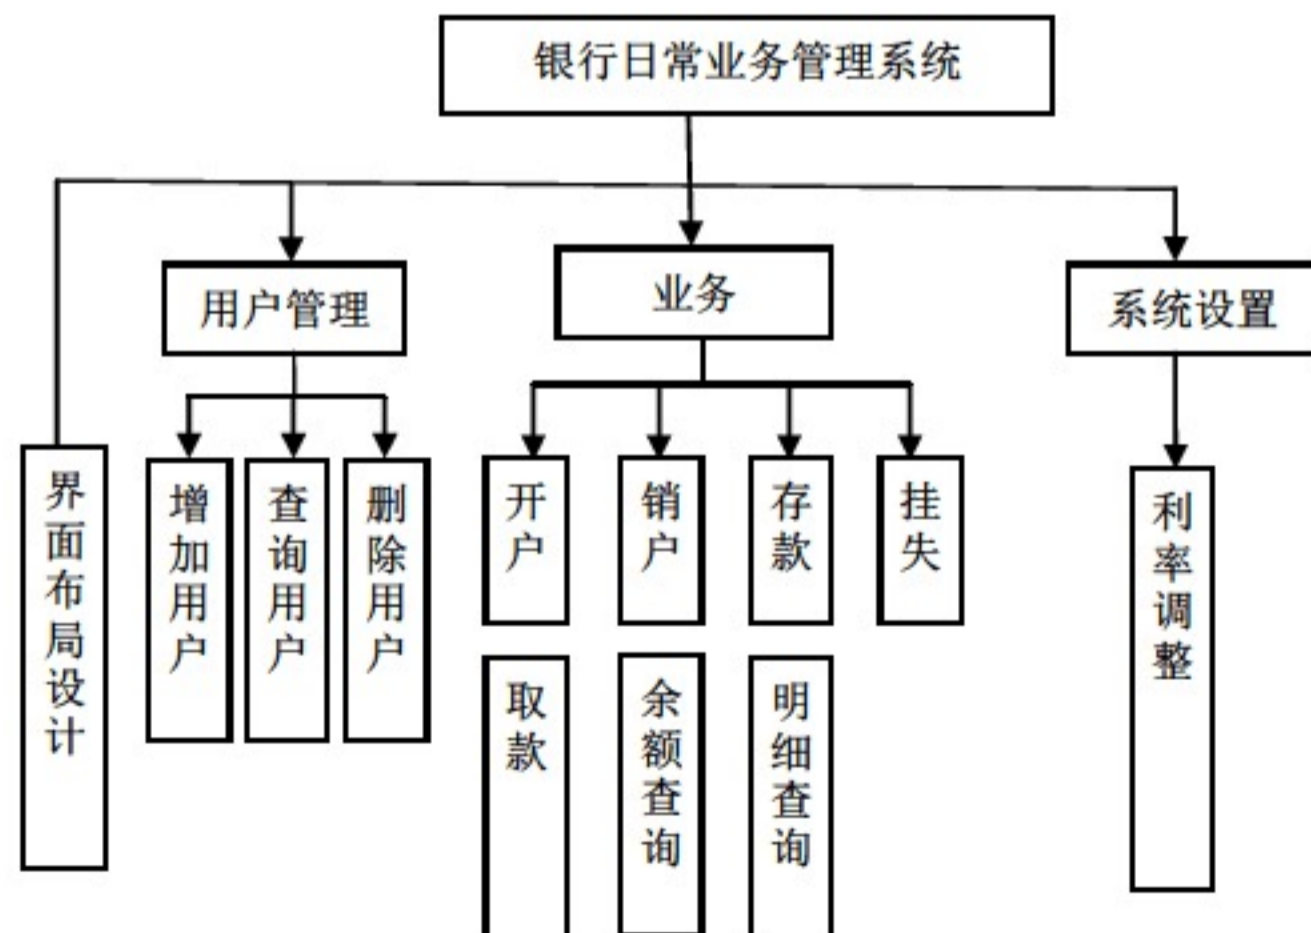 银行日常业务管理系统
用户管理
业务
系统设置
界面布局设计
增加用户
查询用户
删除用户
开户
销户
存款
挂失
利率调整
取款
余额查询
明细查询